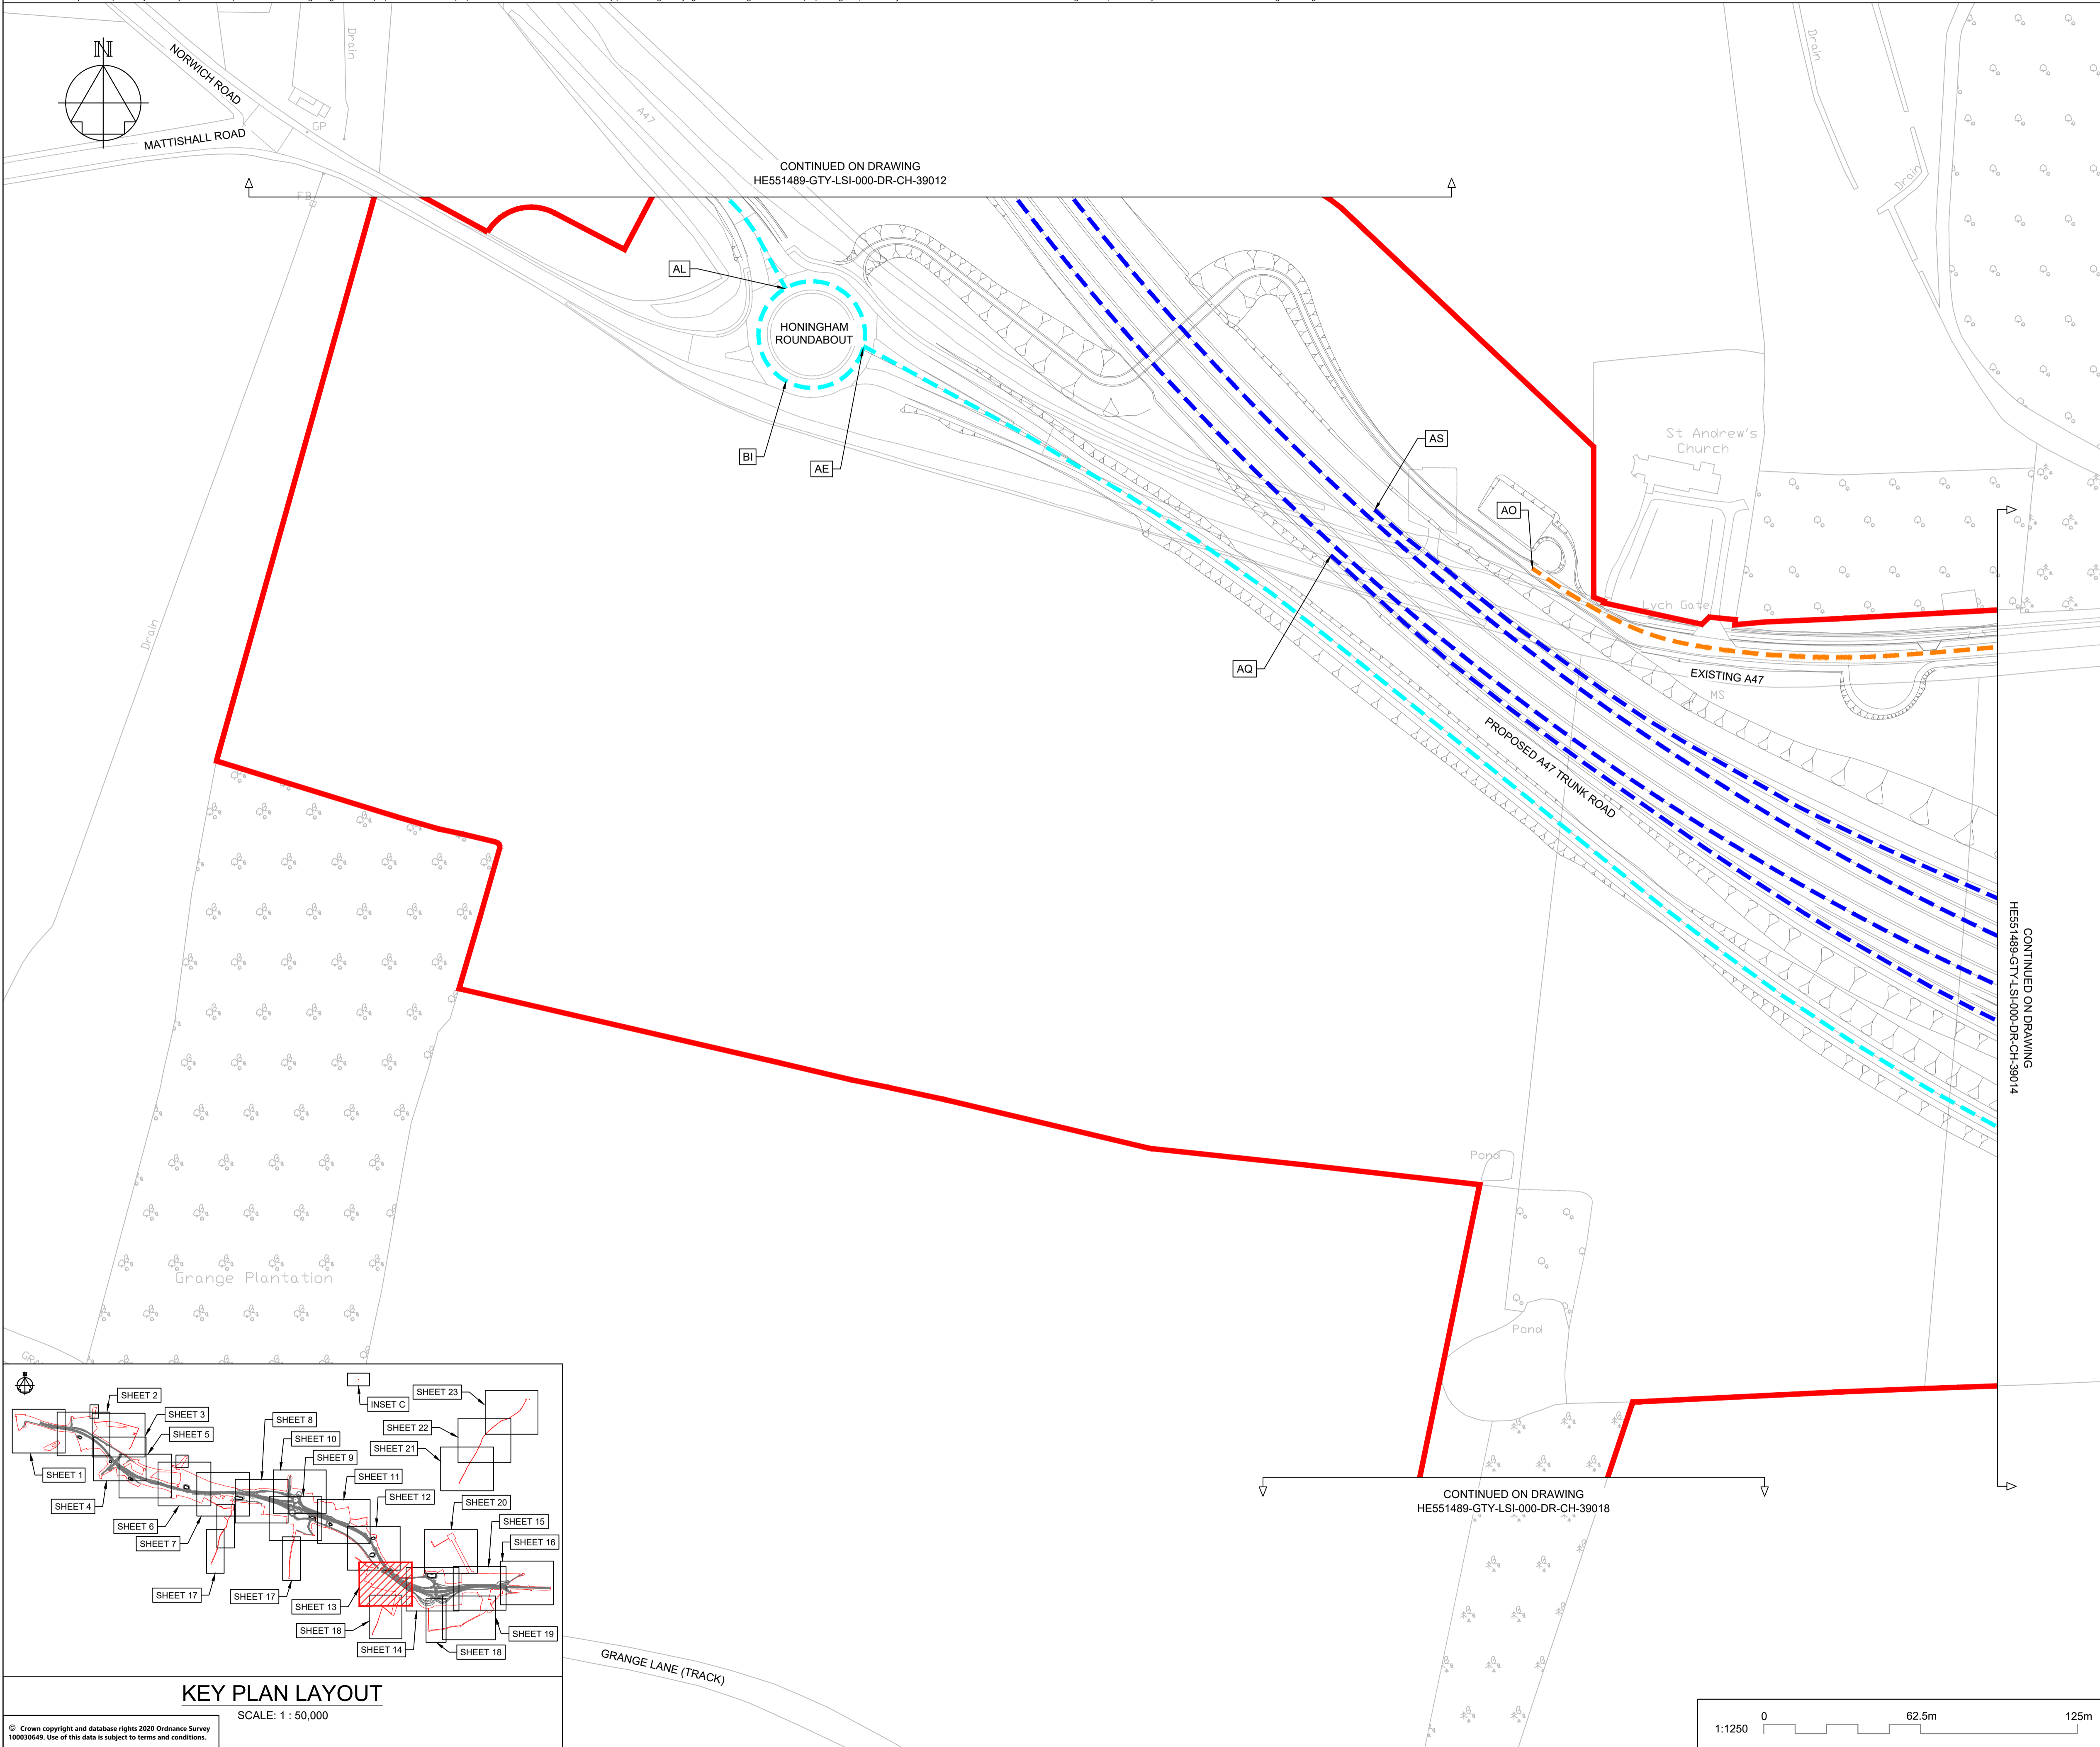 N
NORWICH ROAD
MATTISHALL ROAD
Drain
GP
FB
A47
CONTINUED ON DRAWING
HE551489-GTY-LSI-000-DR-CH-39012
Drain
Drain
AL
HONINGHAM
ROUNDABOUT
BI
AE
AS
AO
AQ
St Andrew's
Church
Lych Gate
EXISTING A47
MS
PROPOSED A47 TRUNK ROAD
Drain
CONTINUED ON DRAWING
HE551489-GTY-LSI-000-DR-CH-39014
Pond
Pond
Grange Plantation
CONTINUED ON DRAWING
HE551489-GTY-LSI-000-DR-CH-39018
GRANGE LANE (TRACK)
SHEET 2
SHEET 3
SHEET 5
SHEET 1
SHEET 4
SHEET 6
SHEET 7
SHEET 8
SHEET 10
SHEET 9
SHEET 11
SHEET 12
INSET C
SHEET 23
SHEET 22
SHEET 21
SHEET 20
SHEET 15
SHEET 16
SHEET 17
SHEET 17
SHEET 13
SHEET 18
SHEET 14
SHEET 18
SHEET 19
KEY PLAN LAYOUT
SCALE: 1 : 50,000
© Crown copyright and database rights 2020 Ordnance Survey
100030649. Use of this data is subject to terms and conditions.
1:1250
0
62.5m
125m